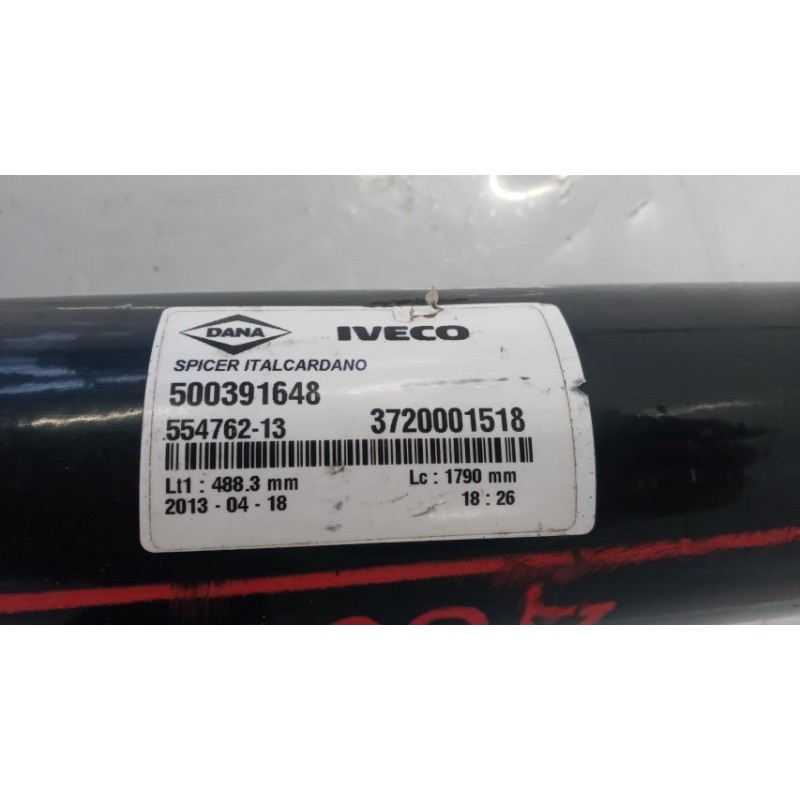 DANA IVECO
SPICER ITALCARDANO
500391648
554762-13 3720001518
Lt1 : 488.3 mm Lc : 1790 mm
2013 - 04 - 18 18 : 26